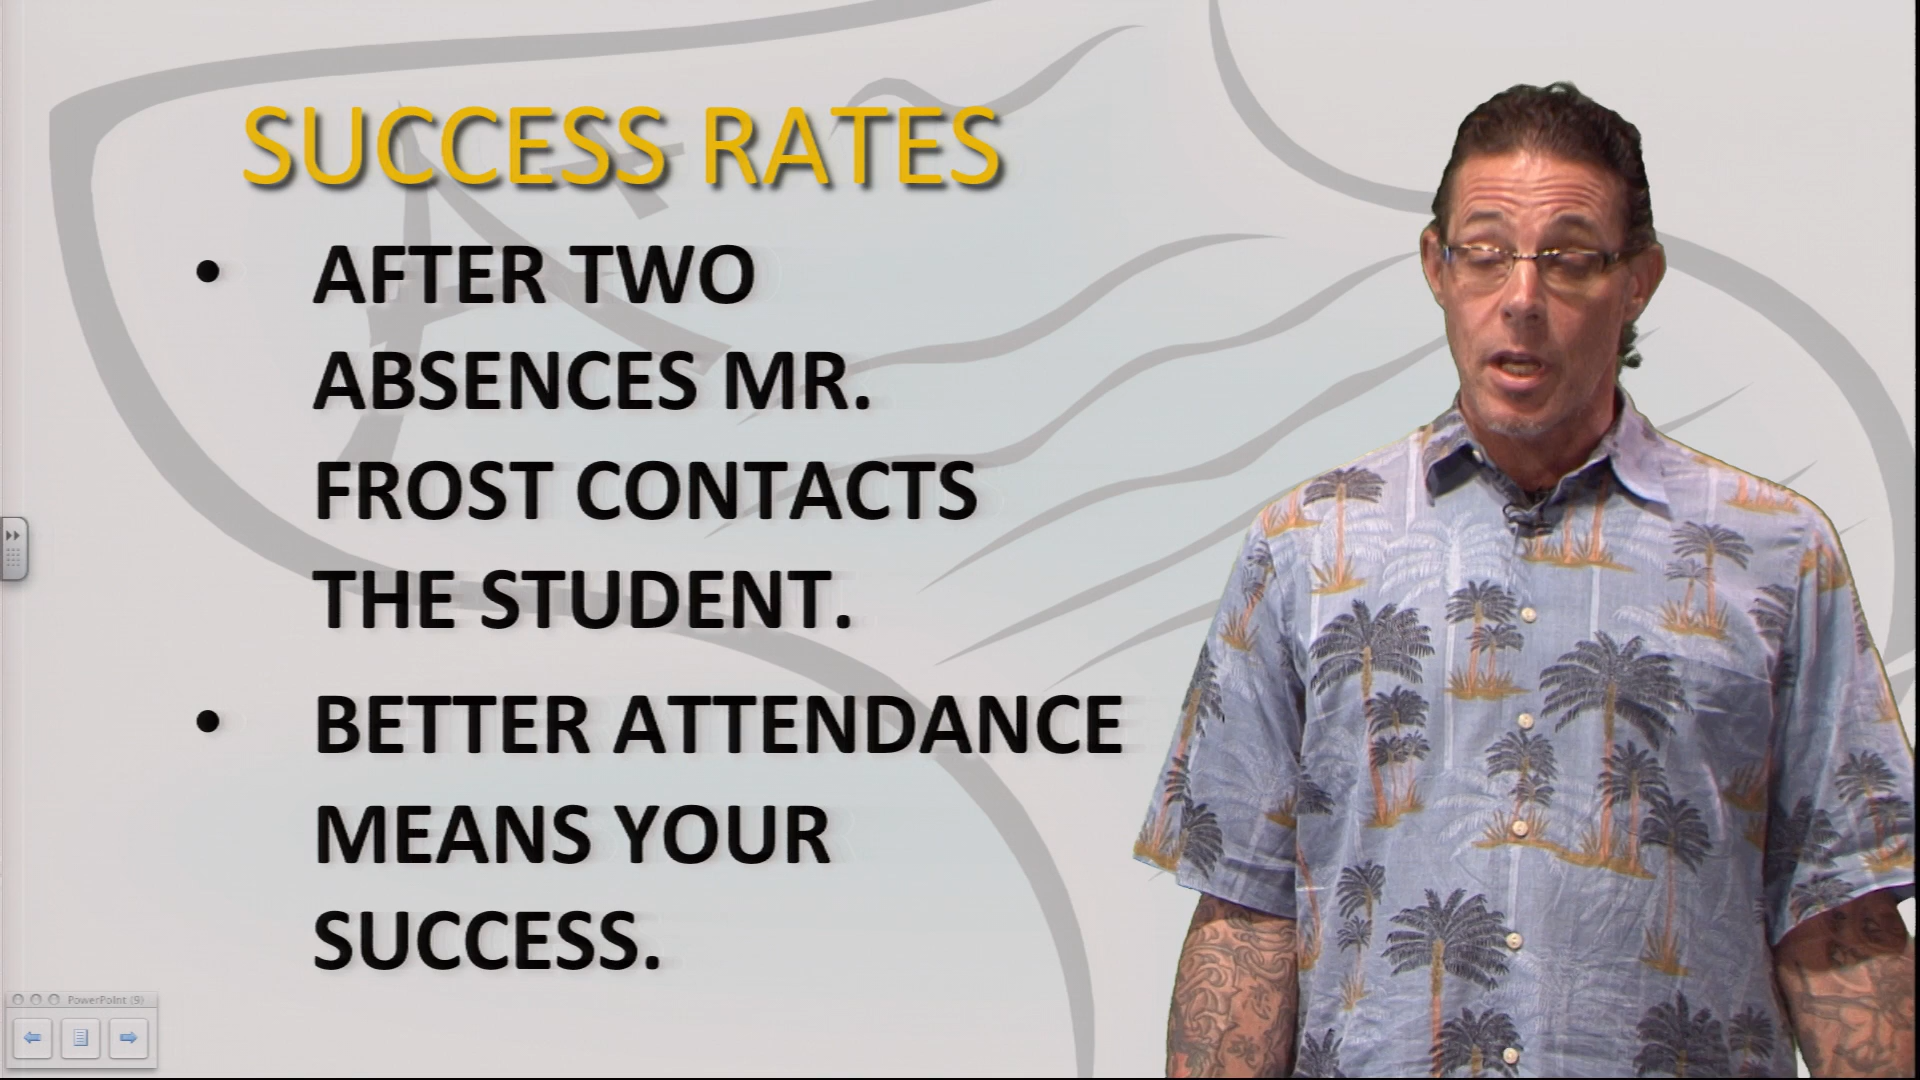 SUCCESS RATES
• AFTER TWO
ABSENCES MR.
FROST CONTACTS
THE STUDENT.
• BETTER ATTENDANCE
MEANS YOUR
SUCCESS.
PowerPoint (9)